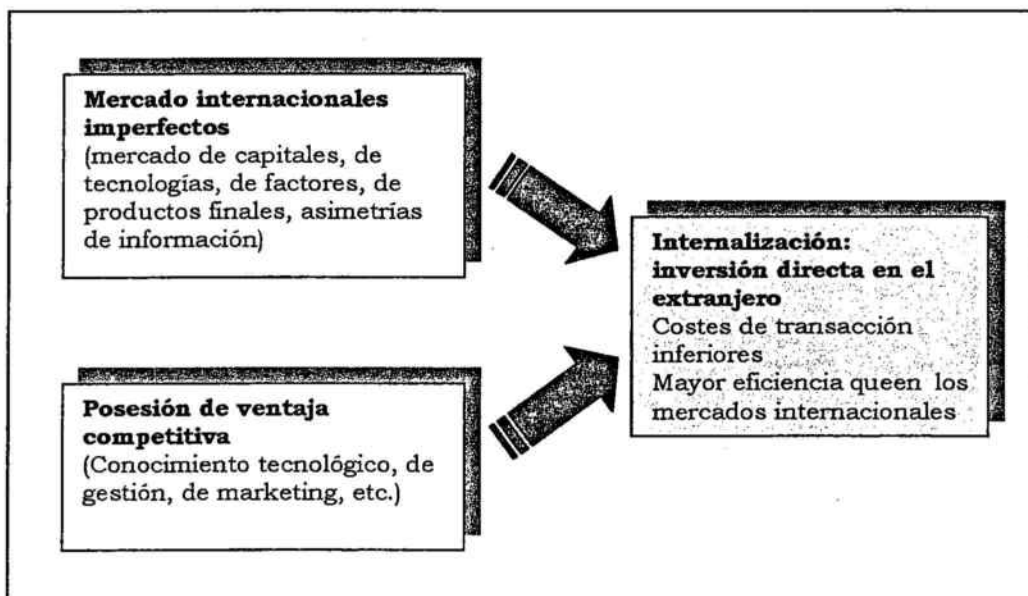 Mercado internacionales
imperfectos
(mercado de capitales, de
tecnologías, de factores, de
productos finales, asimetrías
de información)
Posesión de ventaja
competitiva
(Conocimiento tecnológico, de
gestión, de marketing, etc.)
Internalización:
inversión directa en el
extranjero
Costes de transacción
inferiores
Mayor eficiencia queen los
mercados internacionales